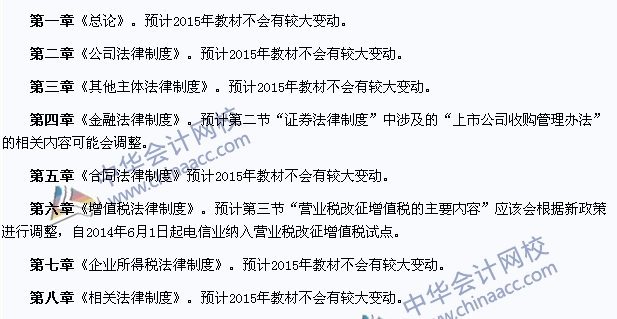 第一章《总论》。预计2015年教材不会有较大变动。
第二章《公司法律制度》。预计2015年教材不会有较大变动。
第三章《其他主体法律制度》。预计2015年教材不会有较大变动。
第四章《金融法律制度》。预计第二节“证券法律制度”中涉及的“上市公司收购管理办法”
的相关内容可能会调整。
第五章《合同法律制度》预计2015年教材不会有较大变动。
第六章《增值税法律制度》。预计第三节“营业税改征增值税的主要内容”应该会根据新政策
进行调整，自2014年6月1日起电信业纳入营业税改征增值税试点。
第七章《企业所得税法律制度》。预计2015年教材不会有较大变动。
第八章《相关法律制度》。预计2015年教材不会有较大变动。
中华会计网校
www.chinaacc.com
中华会计网校
www.chinaacc.com